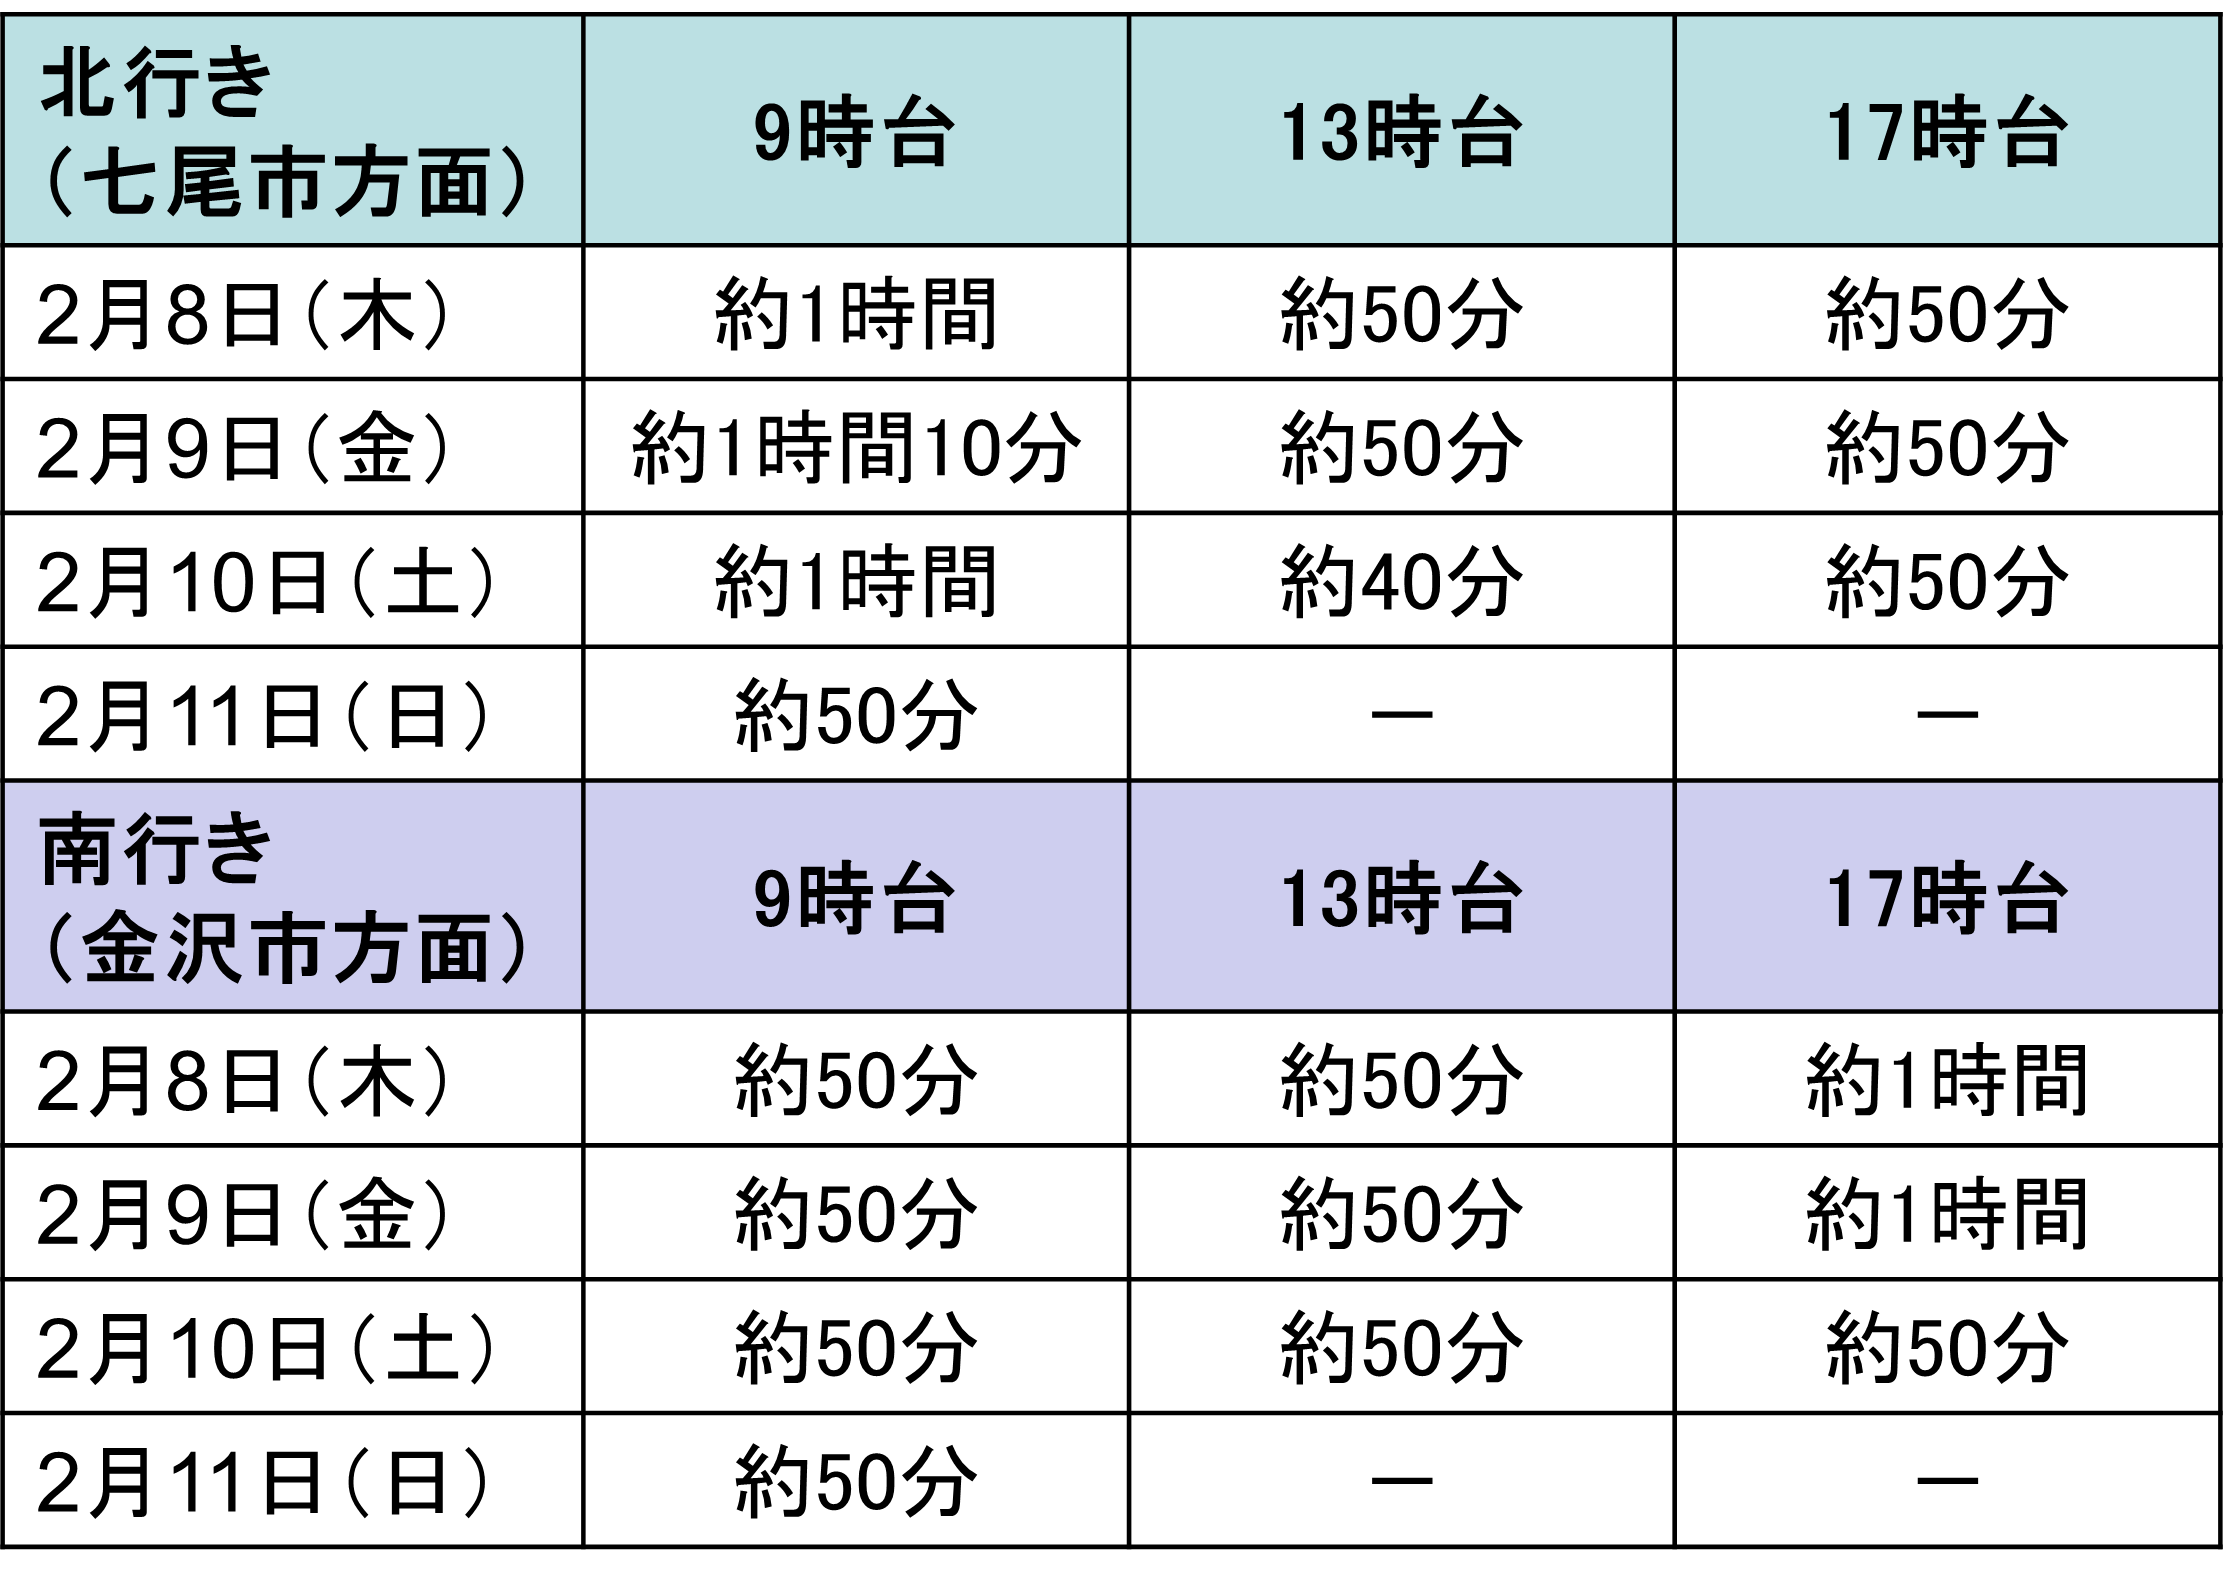 北行き
（七尾市方面） 9時台 13時台 17時台
2月8日（木） 約1時間 約50分 約50分
2月9日（金） 約1時間10分 約50分 約50分
2月10日（土） 約1時間 約40分 約50分
2月11日（日） 約50分 － －
南行き
（金沢市方面） 9時台 13時台 17時台
2月8日（木） 約50分 約50分 約1時間
2月9日（金） 約50分 約50分 約1時間
2月10日（土） 約50分 約50分 約50分
2月11日（日） 約50分 － －